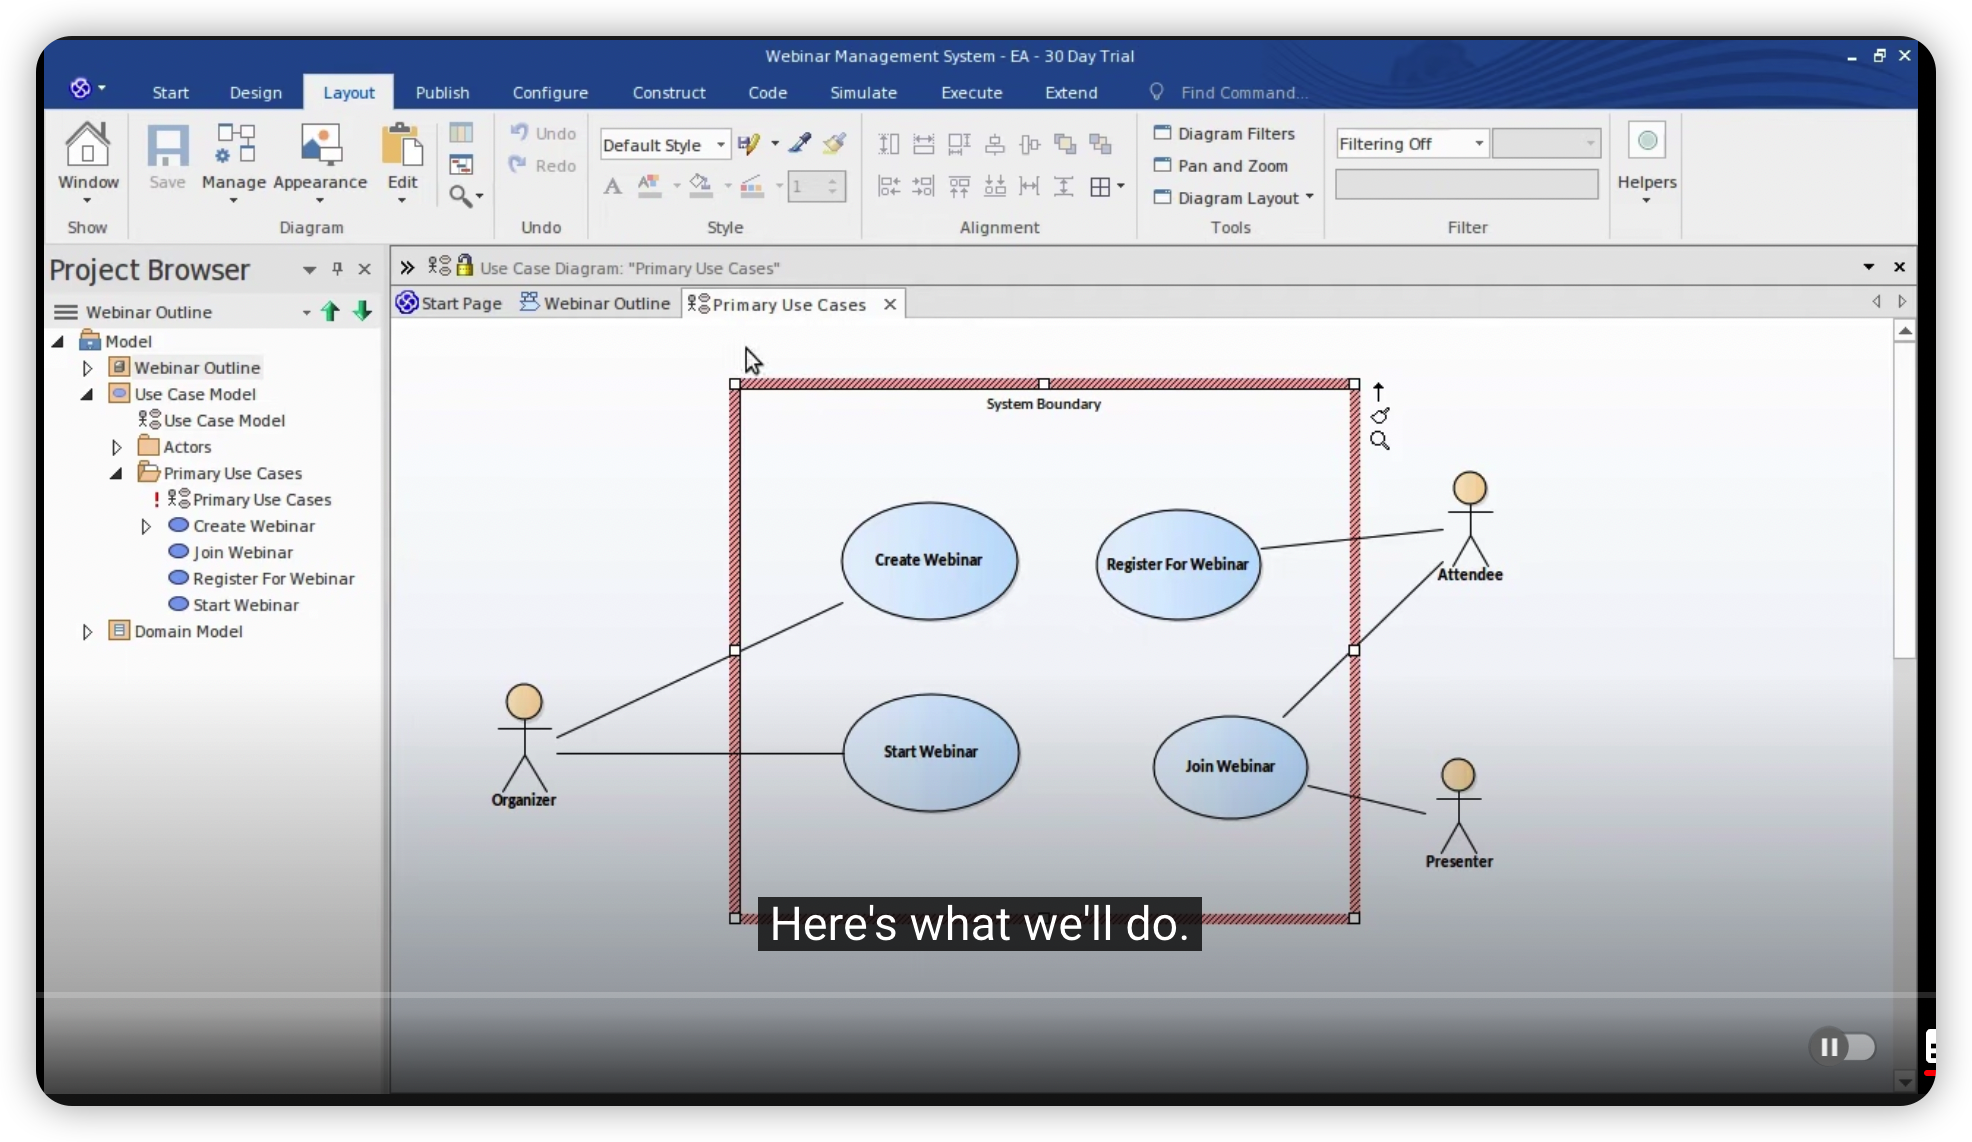 Webinar Management System - EA - 30 Day Trial
Start Design Layout Publish Configure Construct Code Simulate Execute Extend Find Command...
Window
Show
Save
Manage
Appearance
Edit
Diagram
Undo
Redo
Undo
Default Style
1
Style
Alignment
Diagram Filters
Pan and Zoom
Diagram Layout
Tools
Filtering Off
Filter
Helpers
Project Browser
Webinar Outline
Model
Webinar Outline
Use Case Model
Use Case Model
Actors
Primary Use Cases
! Primary Use Cases
Create Webinar
Join Webinar
Register For Webinar
Start Webinar
Domain Model
Use Case Diagram: "Primary Use Cases"
Start Page Webinar Outline Primary Use Cases
System Boundary
Create Webinar
Register For Webinar
Attendee
Organizer
Start Webinar
Join Webinar
Presenter
Here's what we'll do.